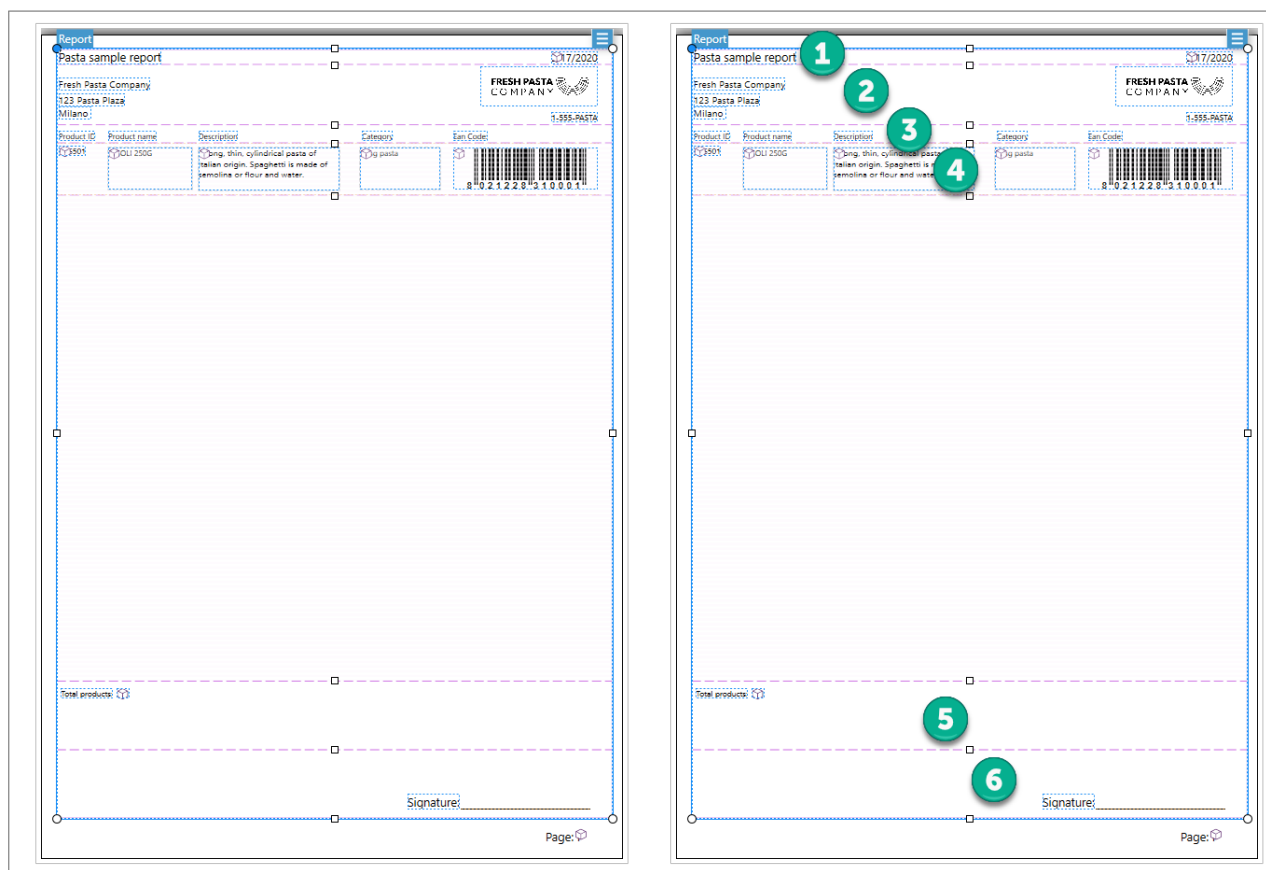 Report
Pasta sample report
17/2020
Fresh Pasta Company
FRESH PASTA
COMPANY
123 Pasta Plaza
Milano
1-555-PASTA
Product ID Product name Description Category Ean Code:
OLI 250G
ong, thin, cylindrical pasta of
italian origin. Spaghetti is made of
semolina or flour and water.
g pasta
8 021228 310001
Total products:
Signature:
Page:
Report
Pasta sample report
1
17/2020
Fresh Pasta Company
2
FRESH PASTA
COMPANY
123 Pasta Plaza
Milano
1-555-PASTA
3
Product ID Product name Description Category Ean Code:
OLI 250G
ong, thin, cylindrical pasta
italian origin. Spaghetti is
semolina or flour and
4
g pasta
8 021228 310001
Total products:
5
6
Signature:
Page: